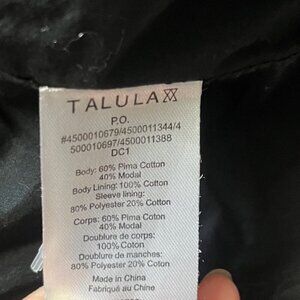 TALULA
P.O.
#4500010679/4500011344/4
500010697/4500011388
DC1
Body: 60% Pima Cotton
40% Modal
Body Lining: 100% Cotton
Sleeve lining:
80% Polyester 20% Cotton
Corps: 60% Pima Cotton
40% Modal
Doublure de corps:
100% Coton
Doublure de manches:
80% Polyester 20% Cotton
Made in China
Fabriqué au Chine